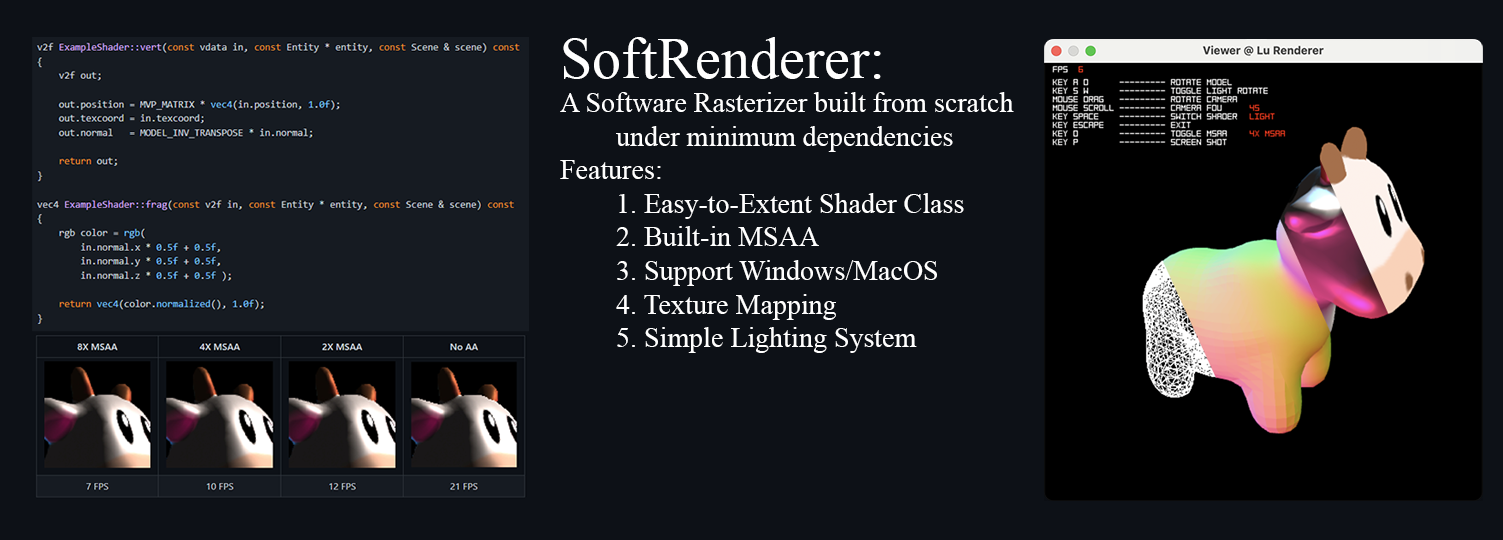 v2f ExampleShader::vert(const vdata in, const Entity * entity, const Scene & scene) const
{
v2f out;
out.position = MVP_MATRIX * vec4(in.position, 1.0f);
out.texcoord = in.texcoord;
out.normal   = MODEL_INV_TRANSPOSE * in.normal;
return out;
}
vec4 ExampleShader::frag(const v2f in, const Entity * entity, const Scene & scene) const
{
rgb color = rgb(
in.normal.x * 0.5f + 0.5f,
in.normal.y * 0.5f + 0.5f,
in.normal.z * 0.5f + 0.5f );
return vec4(color.normalized(), 1.0f);
}
8X MSAA 4X MSAA 2X MSAA No AA
7 FPS 10 FPS 12 FPS 21 FPS
SoftRenderer:
A Software Rasterizer built from scratch
under minimum dependencies
Features:
1. Easy-to-Extent Shader Class
2. Built-in MSAA
3. Support Windows/MacOS
4. Texture Mapping
5. Simple Lighting System
Viewer @ Lu Renderer
FPS 6
KEY A D --------- ROTATE MODEL
KEY S W --------- TOGGLE LIGHT ROTATE
MOUSE DRAG --------- ROTATE CAMERA
MOUSE SCROLL --------- CAMERA FOV 45
KEY SPACE --------- SWITCH SHADER LIGHT
KEY ESCAPE --------- EXIT
KEY O --------- TOGGLE MSAA 4X MSAA
KEY P --------- SCREEN SHOT